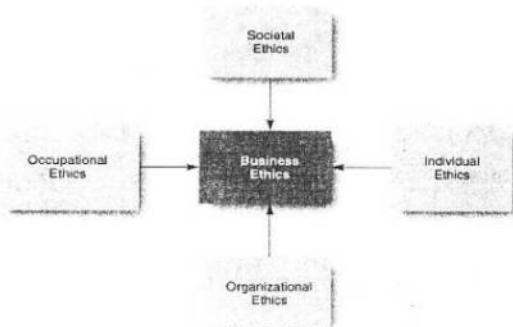 Societal
Ethics
Occupational
Ethics
Business
Ethics
Individual
Ethics
Organizational
Ethics